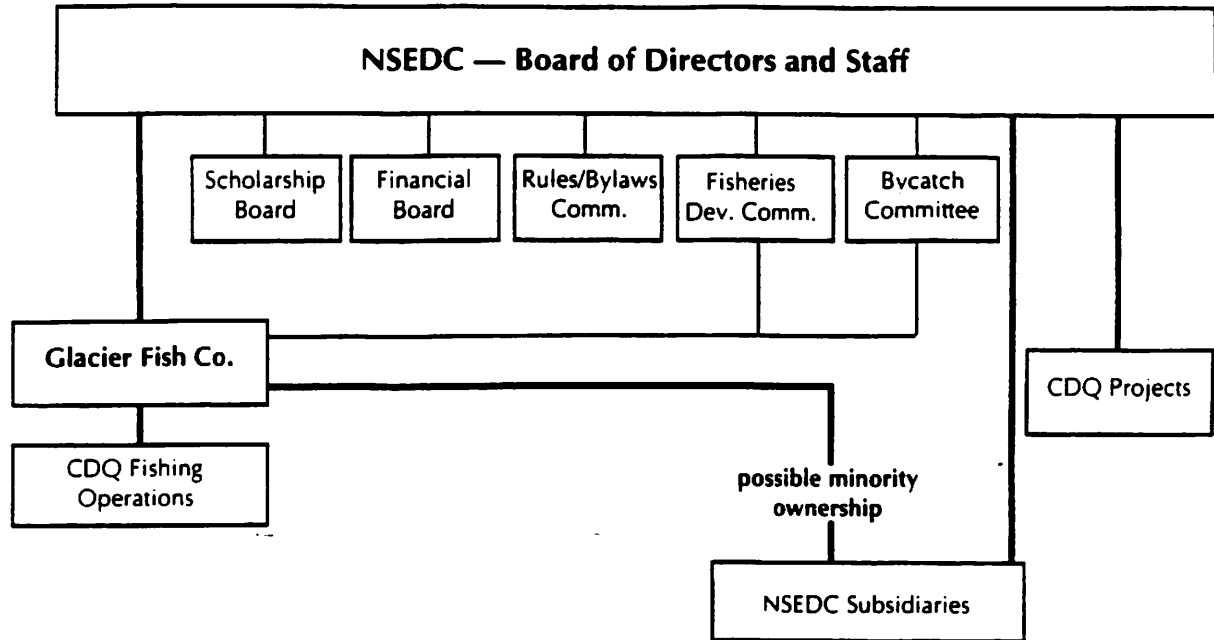 NSEDC — Board of Directors and Staff
Scholarship
Board
Financial
Board
Rules/Bylaws
Comm.
Fisheries
Dev. Comm.
Bvcatch
Committee
Glacier Fish Co.
CDQ Projects
CDQ Fishing
Operations
possible minority
ownership
NSEDC Subsidiaries